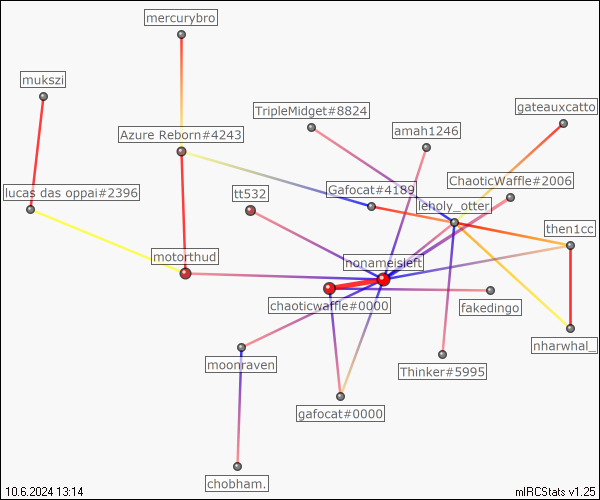 mercurybro
mukszi
TripleMidget#8824
gateauxcatto
Azure Reborn#4243
amah1246
lucas das oppai#2396
tt532
Gafocat#4189
ChaoticWaffle#2006
leholy_otter
then1cc
motorthud
nonameisleft
chaoticwaffle#0000
fakedingo
nharwhal_
moonraven
Thinker#5995
gafocat#0000
chobham.
10.6.2024 13:14
mIRCStats v1.25